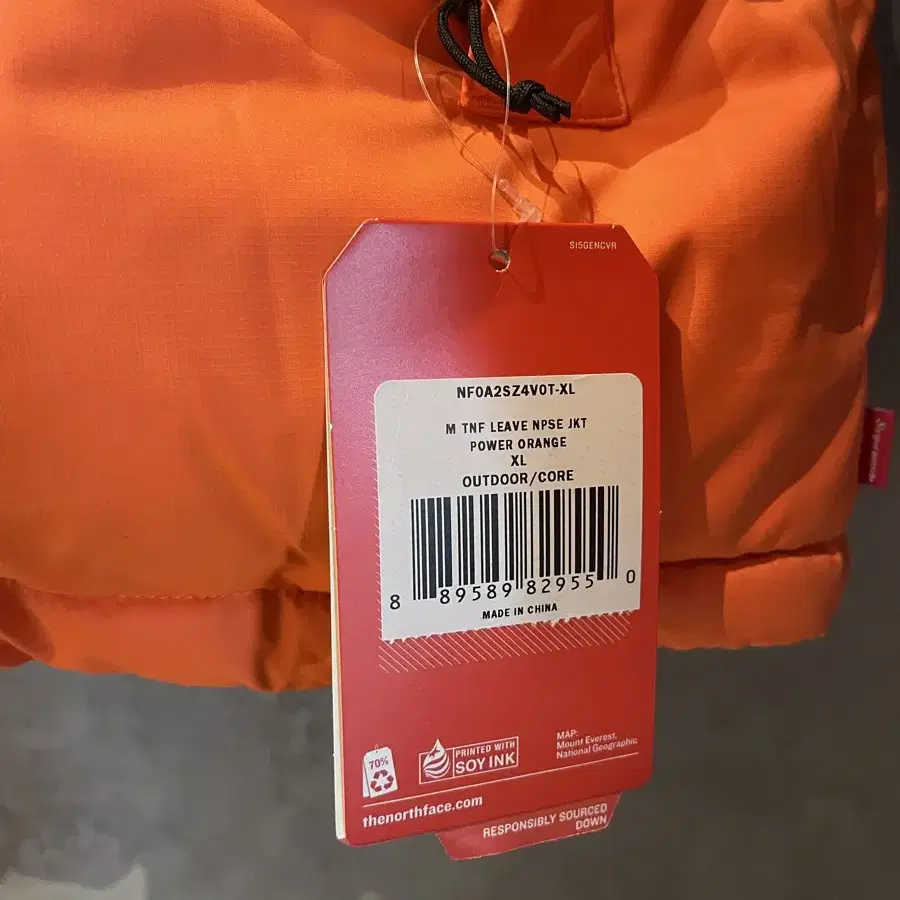 SI5GENCVR
NF0A2SZ4V0T-XL
M TNF LEAVE NPSE JKT
POWER ORANGE
XL
OUTDOOR/CORE
8 89589 82955 0
MADE IN CHINA
70%
PRINTED WITH
SOY INK
MAP:
Mount Everest,
National Geographic
thenorthface.com
RESPONSIBLY SOURCED
DOWN
Supreme